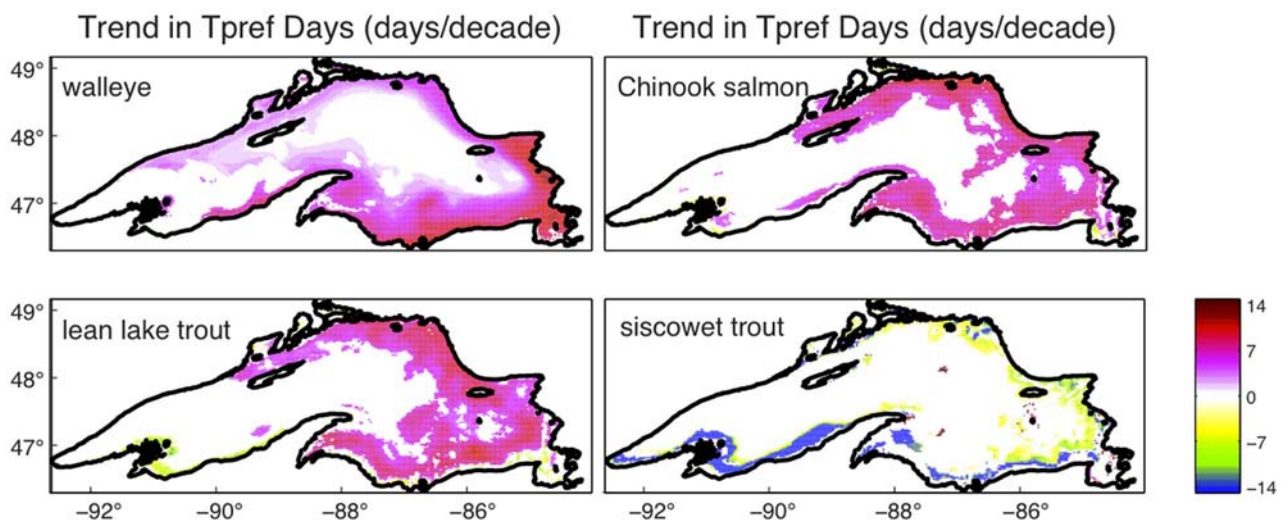 Trend in Tpref Days (days/decade) Trend in Tpref Days (days/decade)
49°
walleye
Chinook salmon
48°
47°
49°
lean lake trout
siscowet trout
14
48°
7
0
47°
−7
−14
−92° −90° −88° −86° −92° −90° −88° −86°